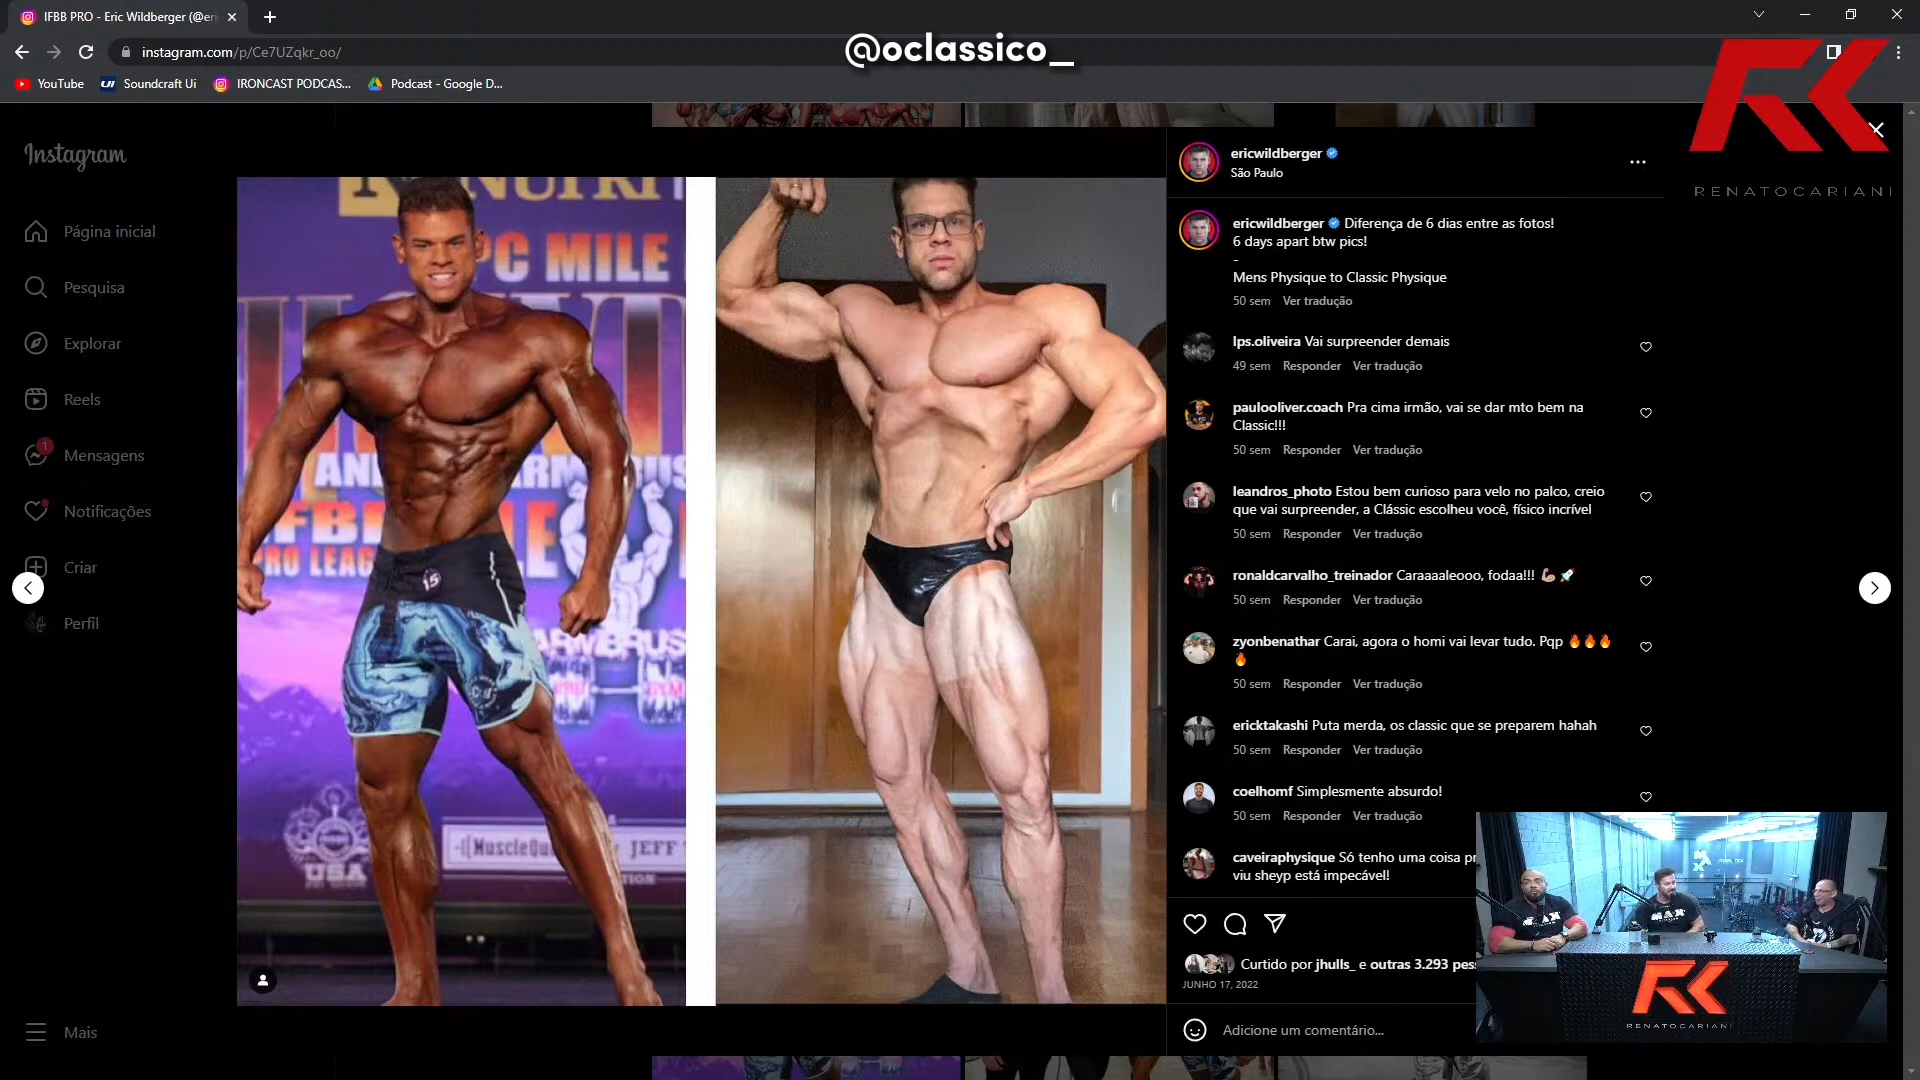 IFBB PRO - Eric Wildberger (@eri
instagram.com/p/Ce7UZqkr_oo/
@oclassico_
YouTube
Soundcraft Ui
IRONCAST PODCAS...
Podcast - Google D...
RENATOCARIANI
Instagram
Página inicial
Pesquisa
Explorar
Reels
1
Mensagens
Notificações
Criar
Perfil
Mais
NUTRI
C MILE
15
USA
JEFF
ericwildberger
São Paulo
ericwildberger Diferença de 6 dias entre as fotos!
6 days apart btw pics!
-
Mens Physique to Classic Physique
50 sem Ver tradução
lps.oliveira Vai surpreender demais
49 sem Responder Ver tradução
paulooliver.coach Pra cima irmão, vai se dar mto bem na
Classic!!!
50 sem Responder Ver tradução
leandros_photo Estou bem curioso para velo no palco, creio
que vai surpreender, a Clássic escolheu você, físico incrível
50 sem Responder Ver tradução
ronaldcarvalho_treinador Caraaaaleooo, fodaa!!! 💪🏼🚀
50 sem Responder Ver tradução
zyonbenathar Carai, agora o homi vai levar tudo. Pqp 🔥🔥🔥
🔥
50 sem Responder Ver tradução
ericktakashi Puta merda, os classic que se preparem hahah
50 sem Responder Ver tradução
coelhomf Simplesmente absurdo!
50 sem Responder Ver tradução
caveiraphysique Só tenho uma coisa pr
viu sheyp está impecável!
Curtido por jhulls_ e outras 3.293 pes
JUNHO 17, 2022
Adicione um comentário...
MAX
RK
RENATOCARIANI